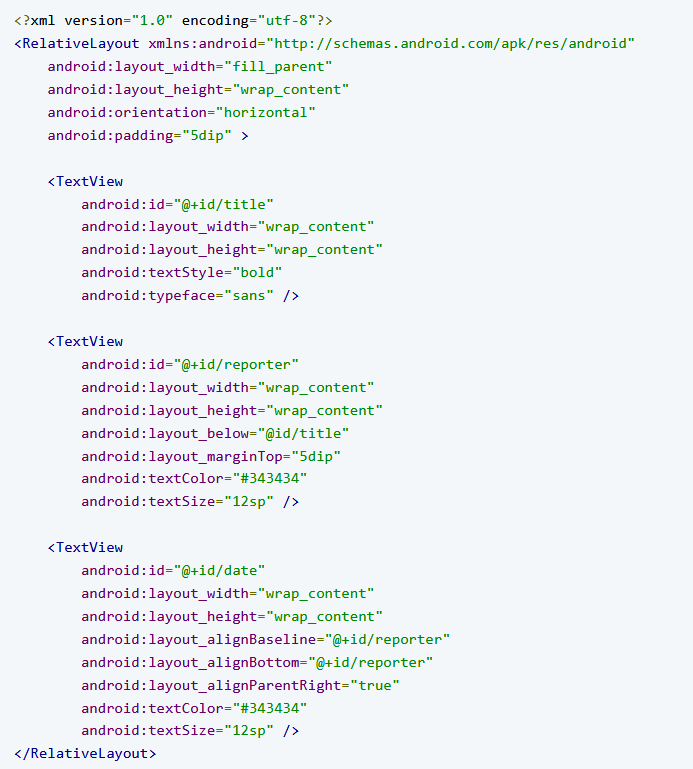 <?xml version="1.0" encoding="utf-8"?>
<RelativeLayout xmlns:android="http://schemas.android.com/apk/res/android"
    android:layout_width="fill_parent"
    android:layout_height="wrap_content"
    android:orientation="horizontal"
    android:padding="5dip" >

    <TextView
        android:id="@+id/title"
        android:layout_width="wrap_content"
        android:layout_height="wrap_content"
        android:textStyle="bold"
        android:typeface="sans" />

    <TextView
        android:id="@+id/reporter"
        android:layout_width="wrap_content"
        android:layout_height="wrap_content"
        android:layout_below="@id/title"
        android:layout_marginTop="5dip"
        android:textColor="#343434"
        android:textSize="12sp" />

    <TextView
        android:id="@+id/date"
        android:layout_width="wrap_content"
        android:layout_height="wrap_content"
        android:layout_alignBaseline="@+id/reporter"
        android:layout_alignBottom="@+id/reporter"
        android:layout_alignParentRight="true"
        android:textColor="#343434"
        android:textSize="12sp" />
</RelativeLayout>